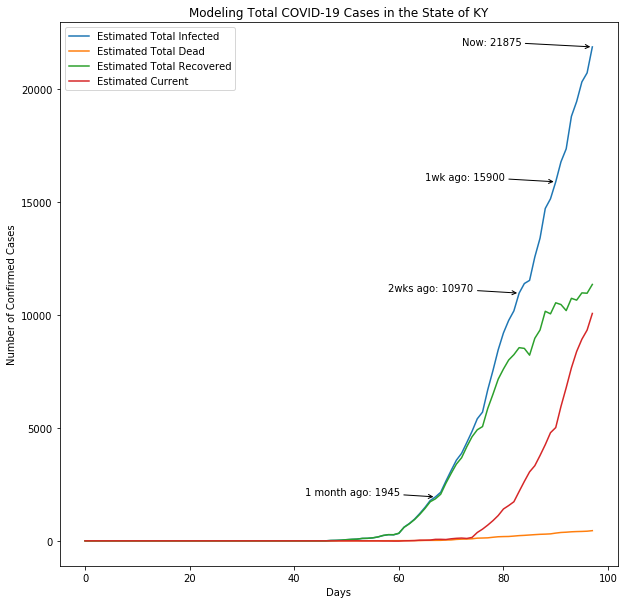 Modeling Total COVID-19 Cases in the State of KY
Estimated Total Infected
Estimated Total Dead
Estimated Total Recovered
Estimated Current
Now: 21875
1wk ago: 15900
2wks ago: 10970
1 month ago: 1945
Number of Confirmed Cases
20000
15000
10000
5000
0
0 20 40 60 80 100
Days